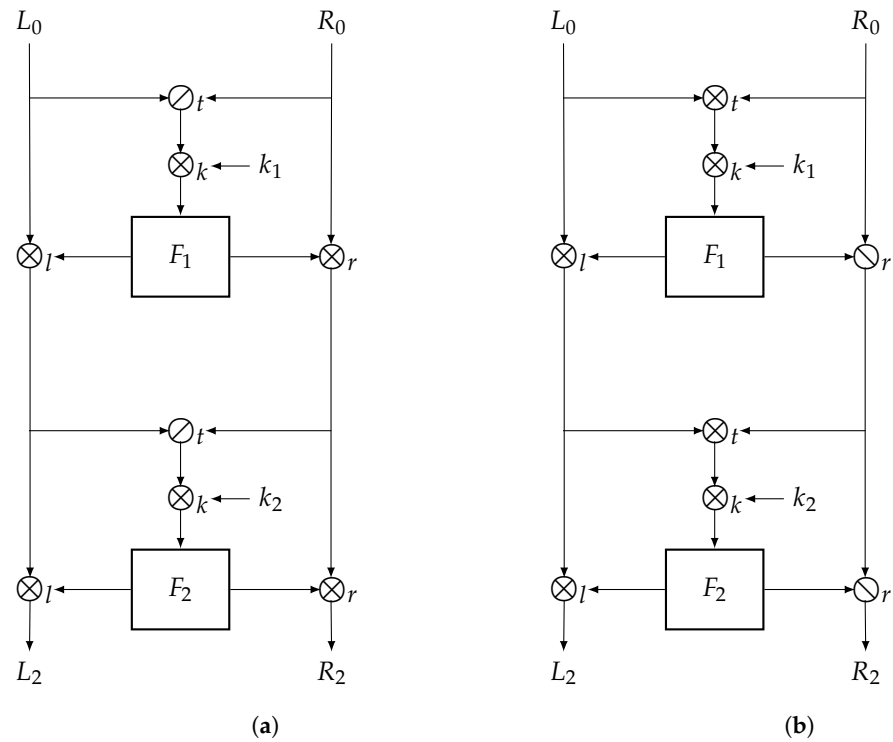 L₀ R₀ L₀ R₀
t t
k k₁ k k₁
l F₁ r l F₁ r
t t
k k₂ k k₂
l F₂ r l F₂ r
L₂ R₂ L₂ R₂
(a) (b)